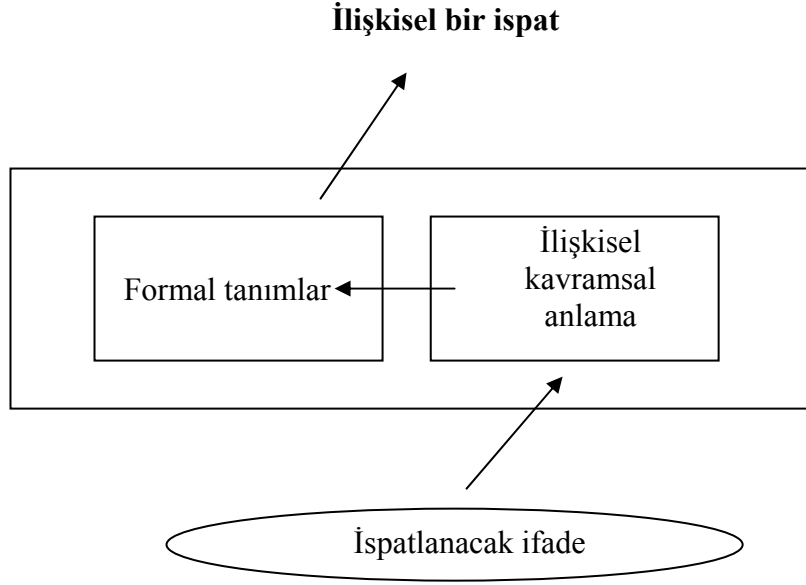 İlişkisel bir ispat
Formal tanımlar
İlişkisel
kavramsal
anlama
İspatlanacak ifade